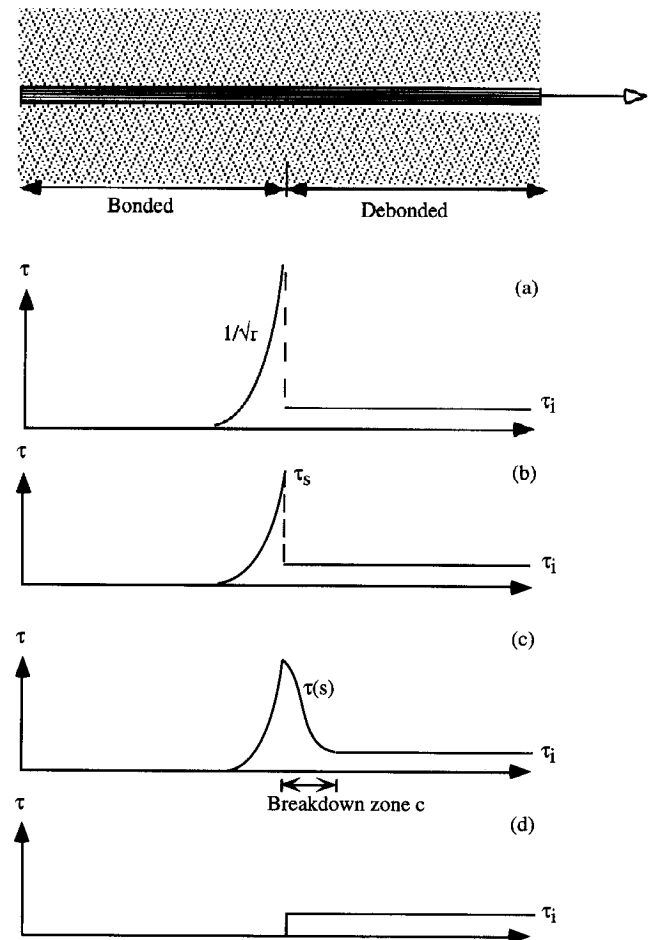 Bonded
Debonded
τ
(a)
1/√r
τi
τ
(b)
τs
τi
τ
(c)
τ(s)
τi
Breakdown zone c
τ
(d)
τi